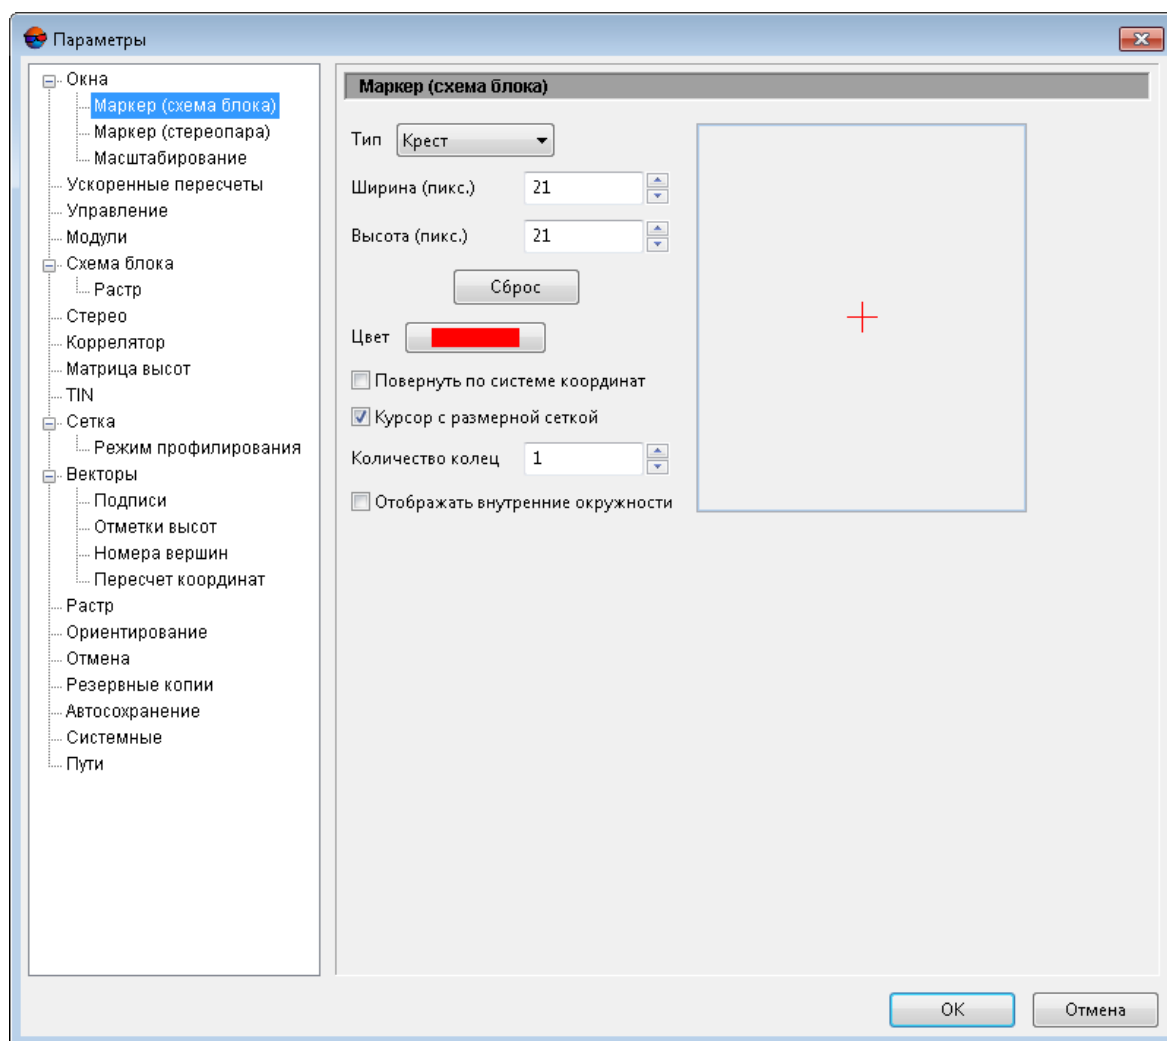 Параметры
Окна
Маркер (схема блока)
Маркер (стереопара)
Масштабирование
Ускоренные пересчеты
Управление
Модули
Схема блока
Растр
Стерео
Коррелятор
Матрица высот
TIN
Сетка
Режим профилирования
Векторы
Подписи
Отметки высот
Номера вершин
Пересчет координат
Растр
Ориентирование
Отмена
Резервные копии
Автосохранение
Системные
Пути
Маркер (схема блока)
Тип Крест
Ширина (пикс.) 21
Высота (пикс.) 21
Сброс
Цвет
Повернуть по системе координат
Курсор с размерной сеткой
Количество колец 1
Отображать внутренние окружности
OK Отмена